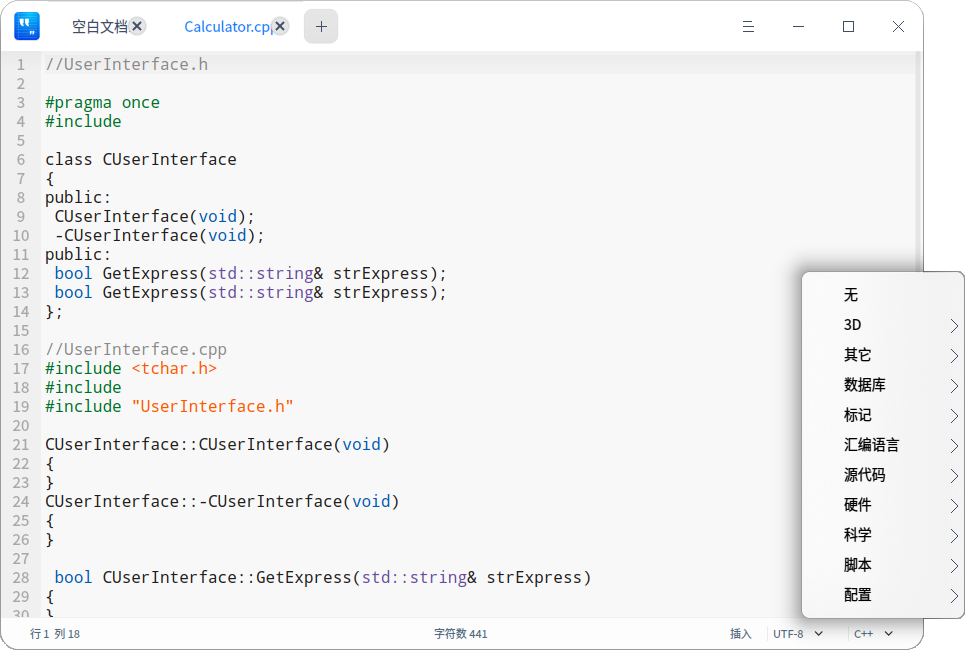 空白文档
Calculator.cp
1 //UserInterface.h
2
3 #pragma once
4 #include
5
6 class CUserInterface
7 {
8 public:
9 CUserInterface(void);
10 -CUserInterface(void);
11 public:
12 bool GetExpress(std::string& strExpress);
13 bool GetExpress(std::string& strExpress);
14 };
15
16 //UserInterface.cpp
17 #include <tchar.h>
18 #include
19 #include "UserInterface.h"
20
21 CUserInterface::CUserInterface(void)
22 {
23 }
24 CUserInterface::-CUserInterface(void)
25 {
26 }
27
28 bool CUserInterface::GetExpress(std::string& strExpress)
29 {
30 }
无
3D
其它
数据库
标记
汇编语言
源代码
硬件
科学
脚本
配置
行 1 列 18
字符数 441
插入
UTF-8
C++